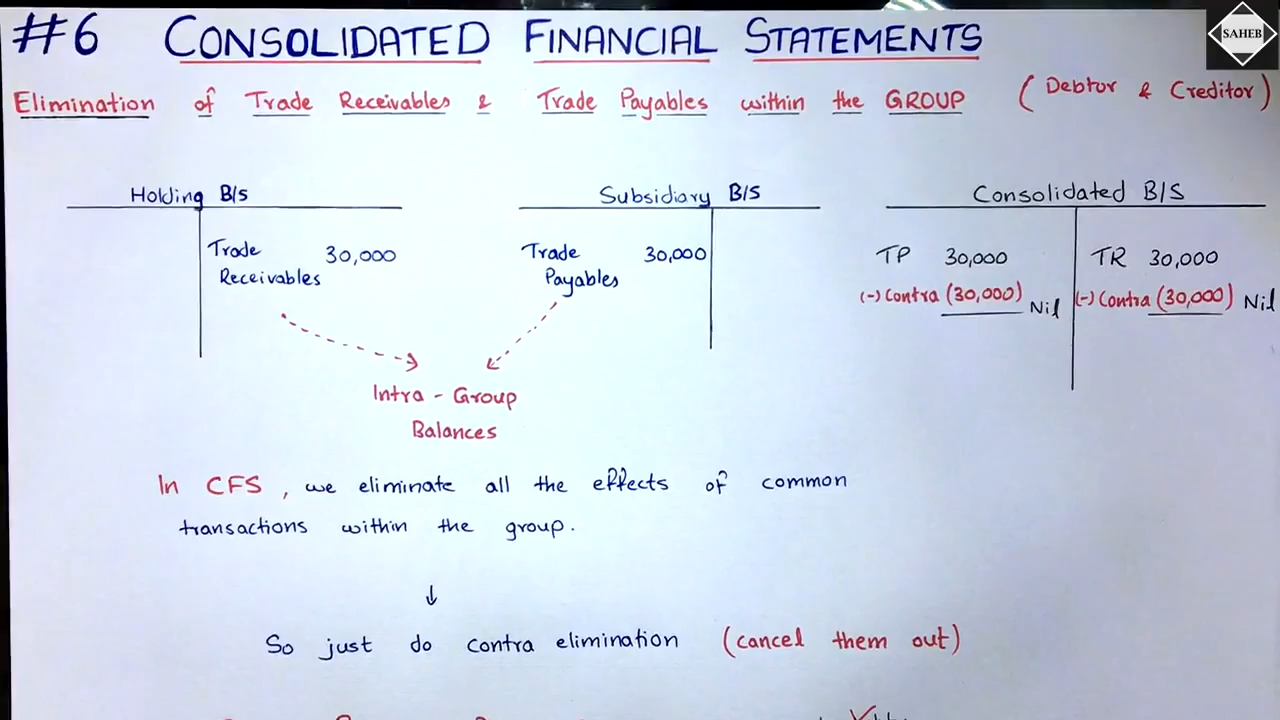 #6 CONSOLIDATED FINANCIAL STATEMENTS
SAHEB
Elimination of Trade Receivables & Trade Payables within the GROUP (Debtor & Creditor)
Holding B/S
Trade 30,000
Receivables
Subsidiary B/S
Trade 30,000
Payables
Consolidated B/S
TP 30,000
(-) Contra (30,000) Nil
TR 30,000
(-) Contra (30,000) Nil
Intra - Group
Balances
In CFS, we eliminate all the effects of common
transactions within the group.
↓
So just do contra elimination (cancel them out)